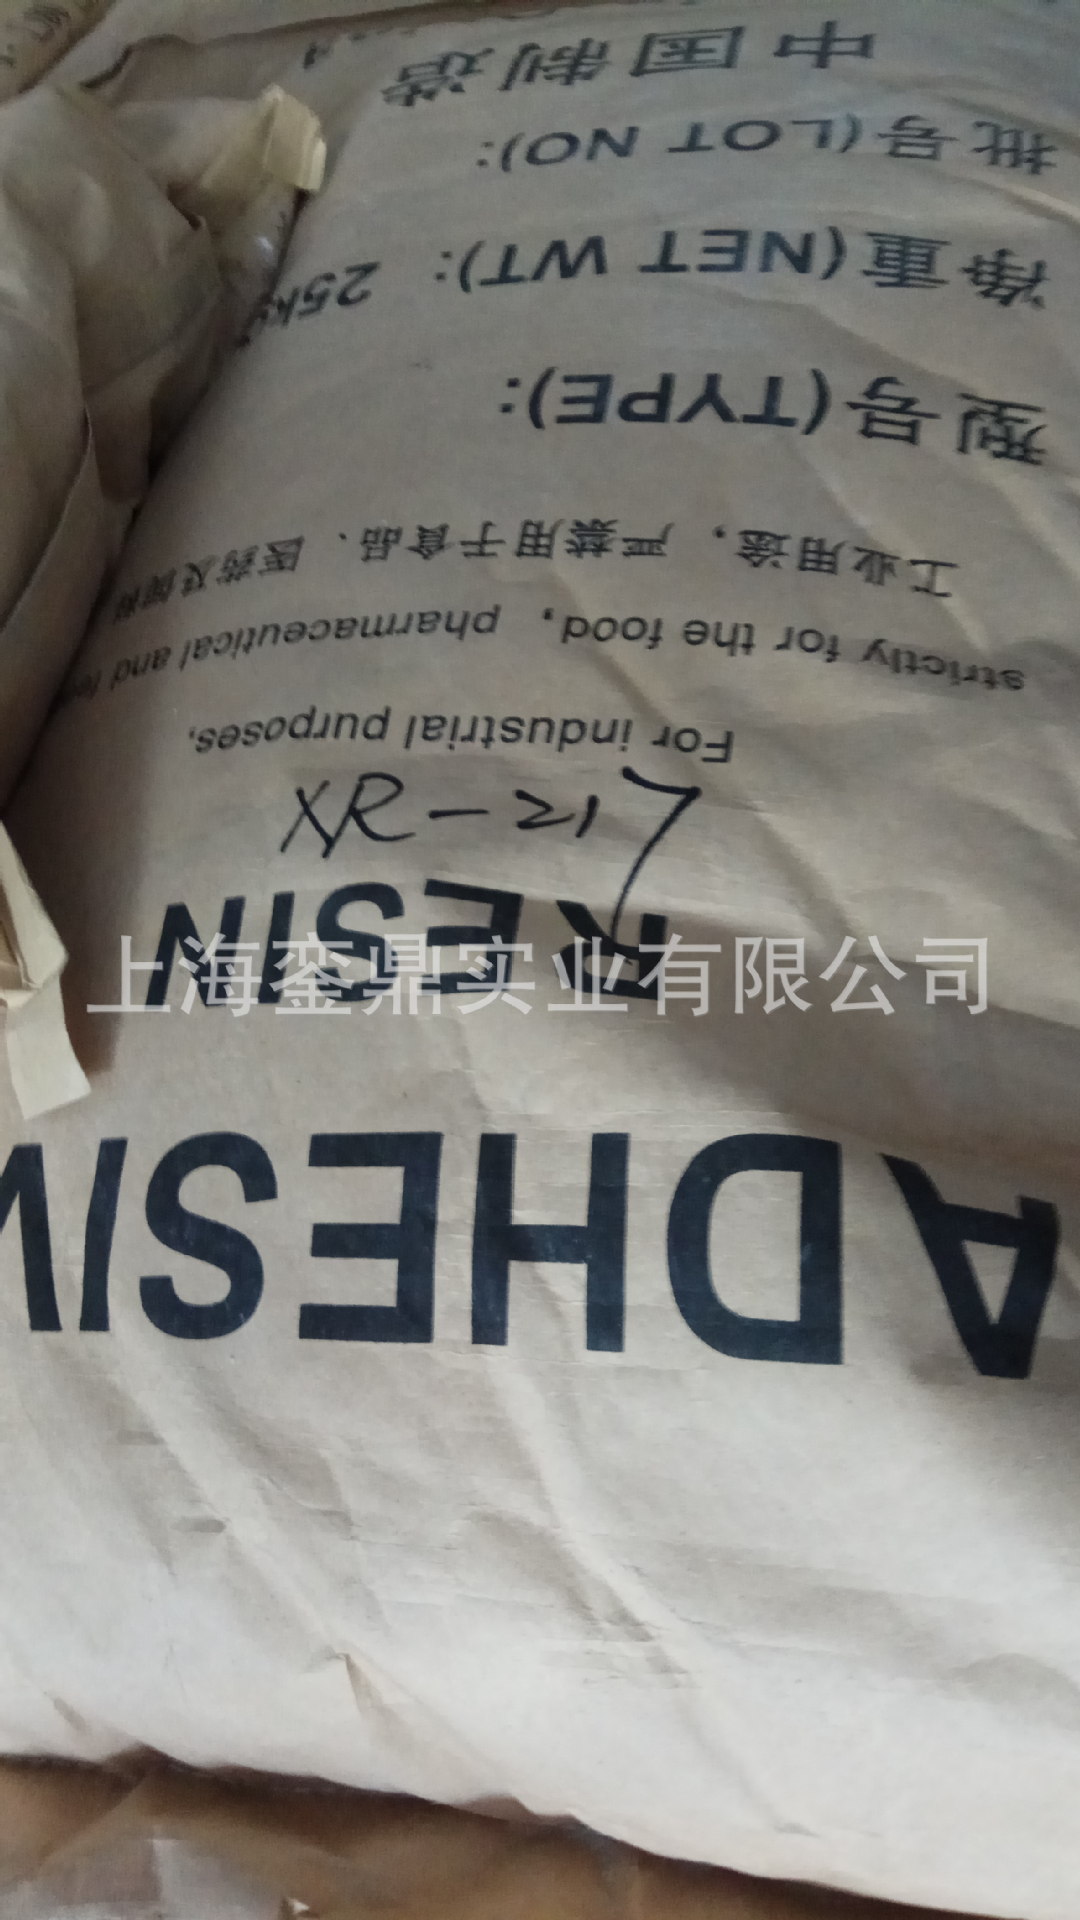 ADHESIV
RESIN
XR-217
For industrial purposes,
strictly for the food, pharmaceutical and
工业用途，严禁用于食品、医药及饲料
型号(TYPE):
净重(NET WT): 25k
批号(LOT NO):
中国制造
上海銮鼎实业有限公司